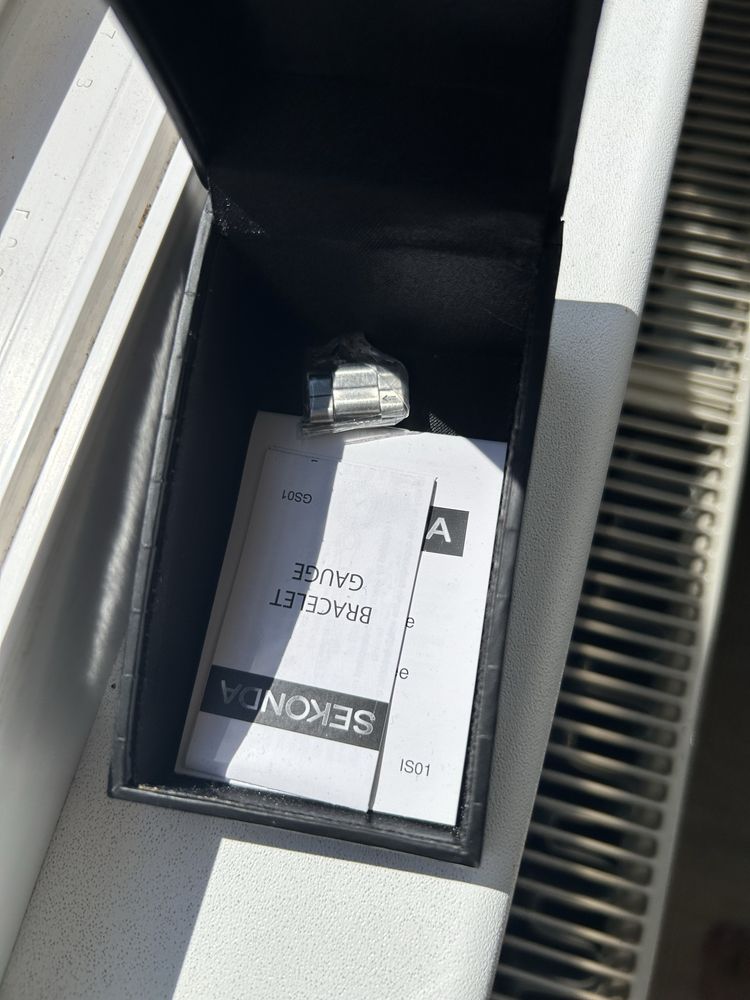 SEKONDA
BRACELET
GAUGE
GS01
A
e
e
IS01